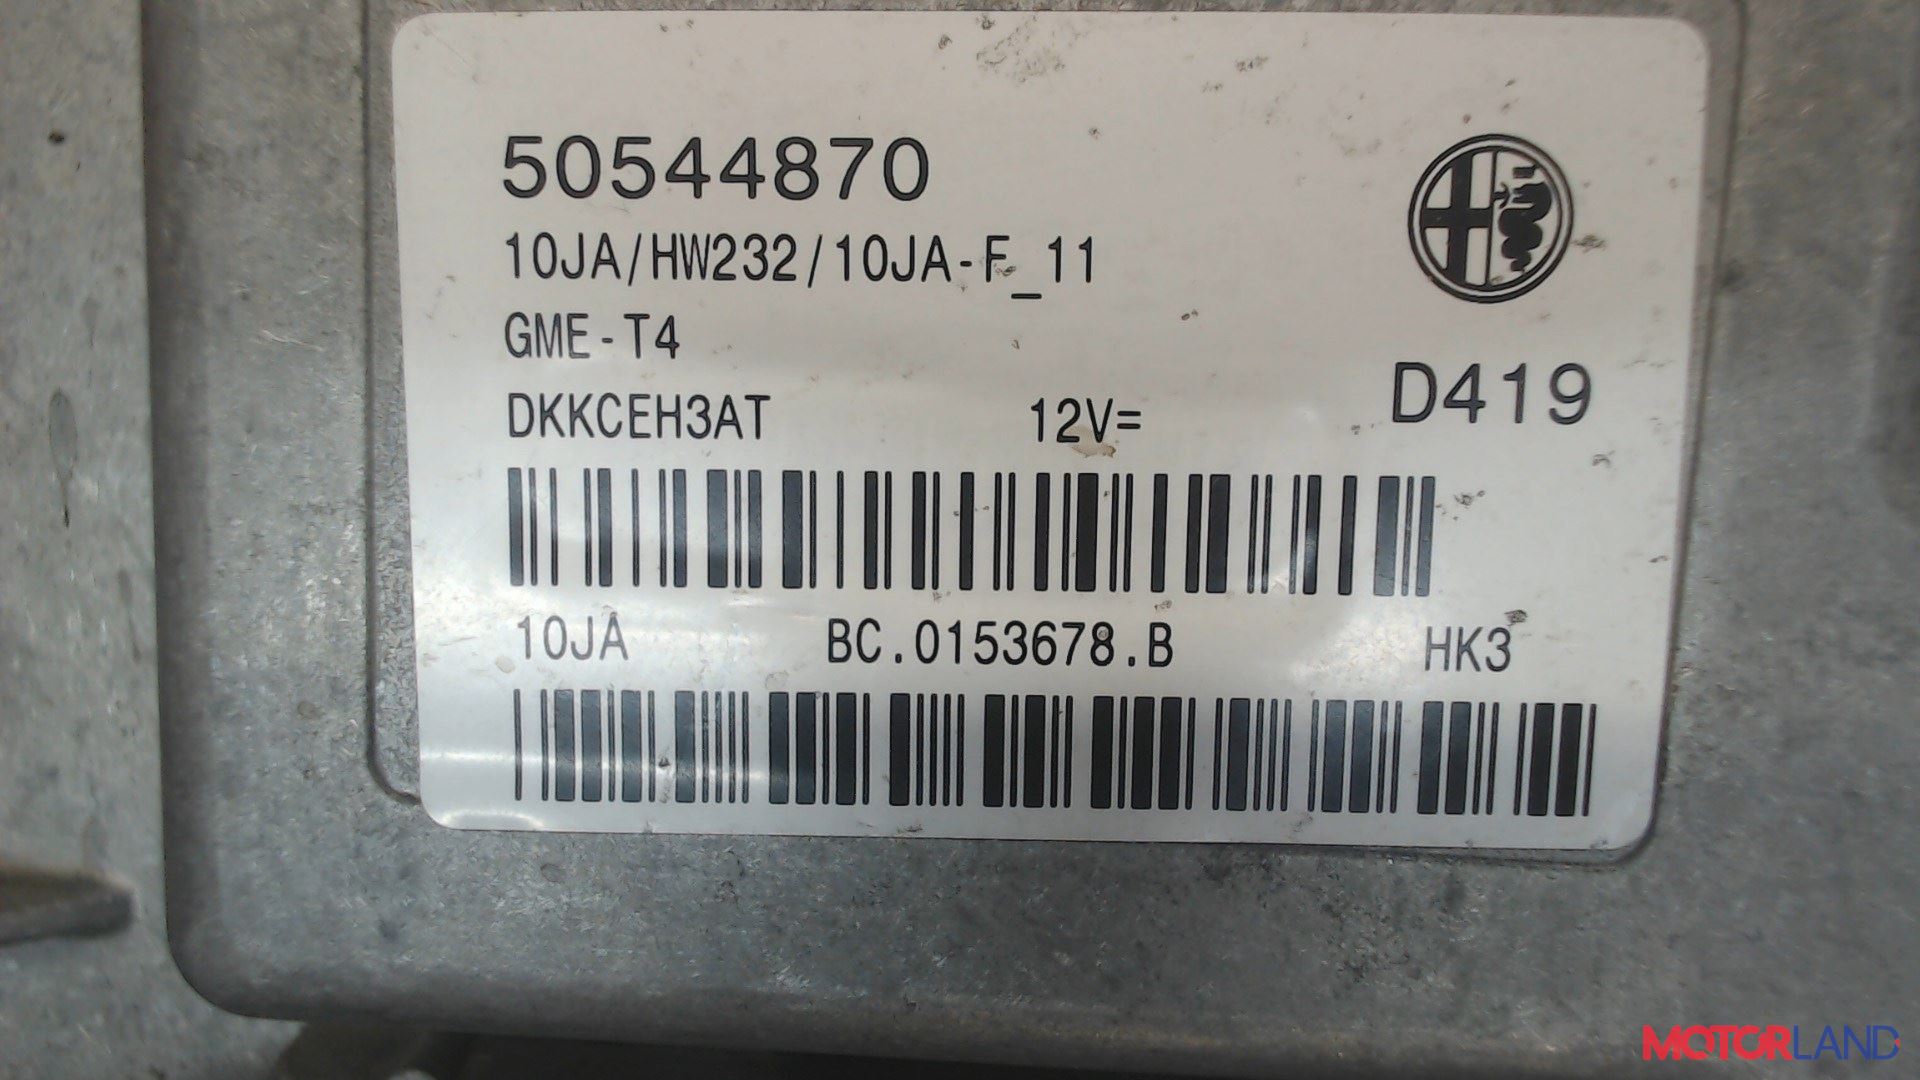 50544870
10JA/HW232/10JA-F_11
GME-T4
DKKCEH3AT 12V= D419
10JA BC.0153678.B HK3
MOTORLAND